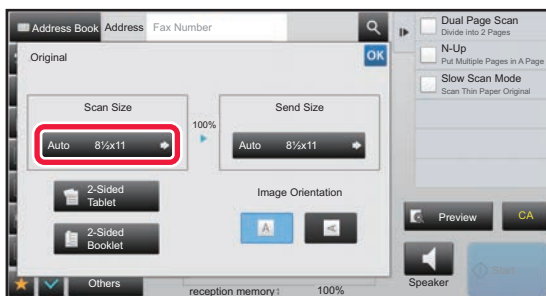 Address Book Address Fax Number
Original
OK
Scan Size
Auto 8½x11
100%
Send Size
Auto 8½x11
2-Sided
Tablet
2-Sided
Booklet
Image Orientation
A
A
Others
reception memory: 100%
Dual Page Scan
Divide into 2 Pages
N-Up
Put Multiple Pages in A Page
Slow Scan Mode
Scan Thin Paper Original
Preview
CA
Speaker
Start